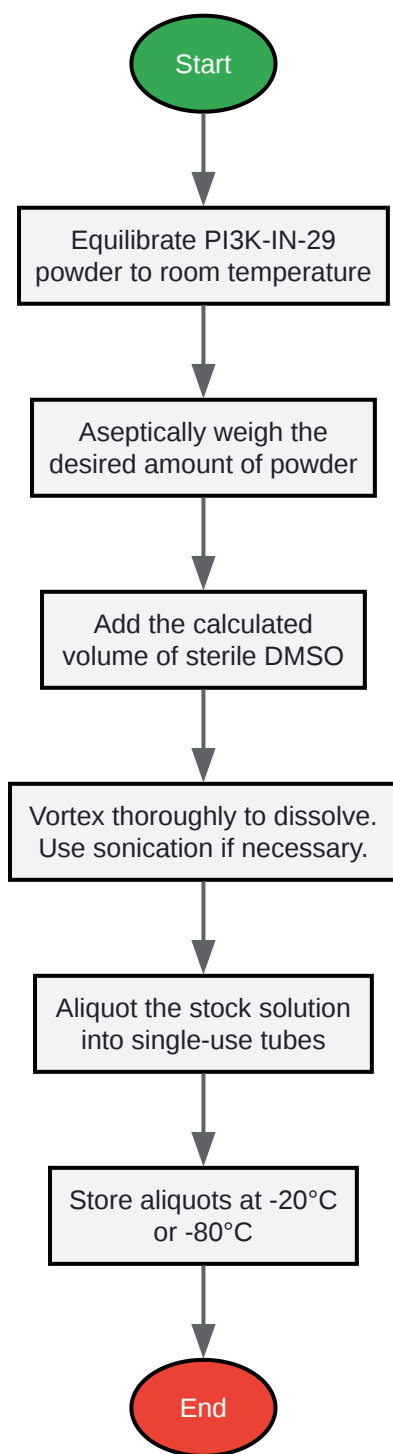 Start
Equilibrate PI3K-IN-29
powder to room temperature
Aseptically weigh the
desired amount of powder
Add the calculated
volume of sterile DMSO
Vortex thoroughly to dissolve.
Use sonication if necessary.
Aliquot the stock solution
into single-use tubes
Store aliquots at -20°C
or -80°C
End